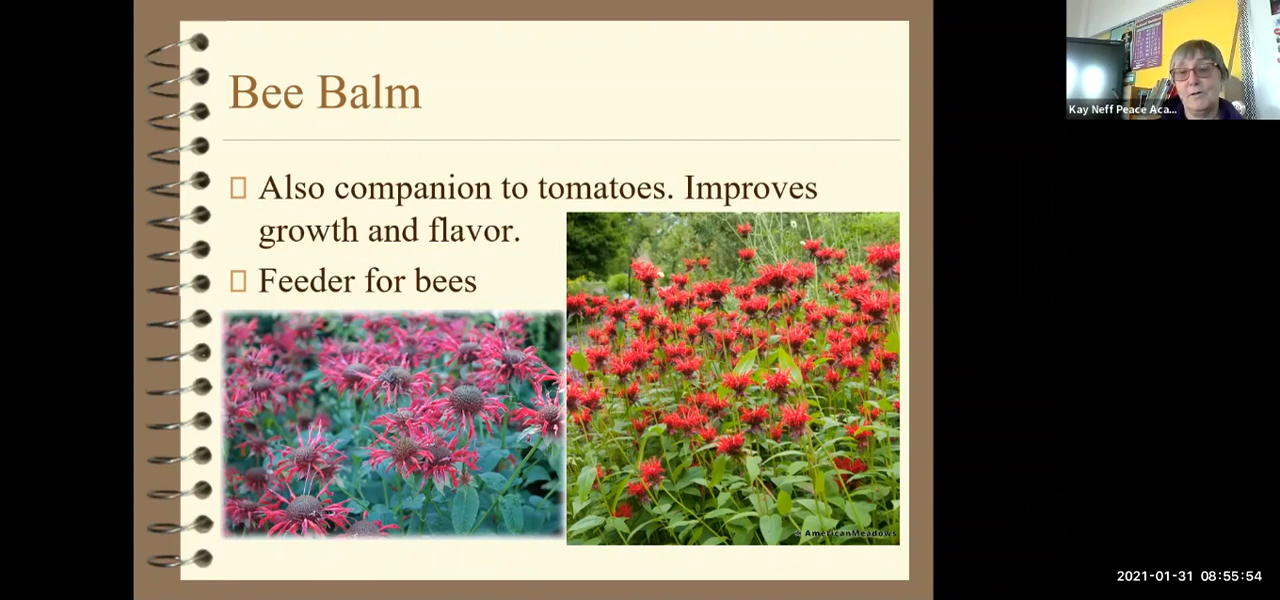 Bee Balm
Also companion to tomatoes. Improves
growth and flavor.
Feeder for bees
© AmericanMeadows
Kay Neff Peace Aca...
2021-01-31 08:55:54